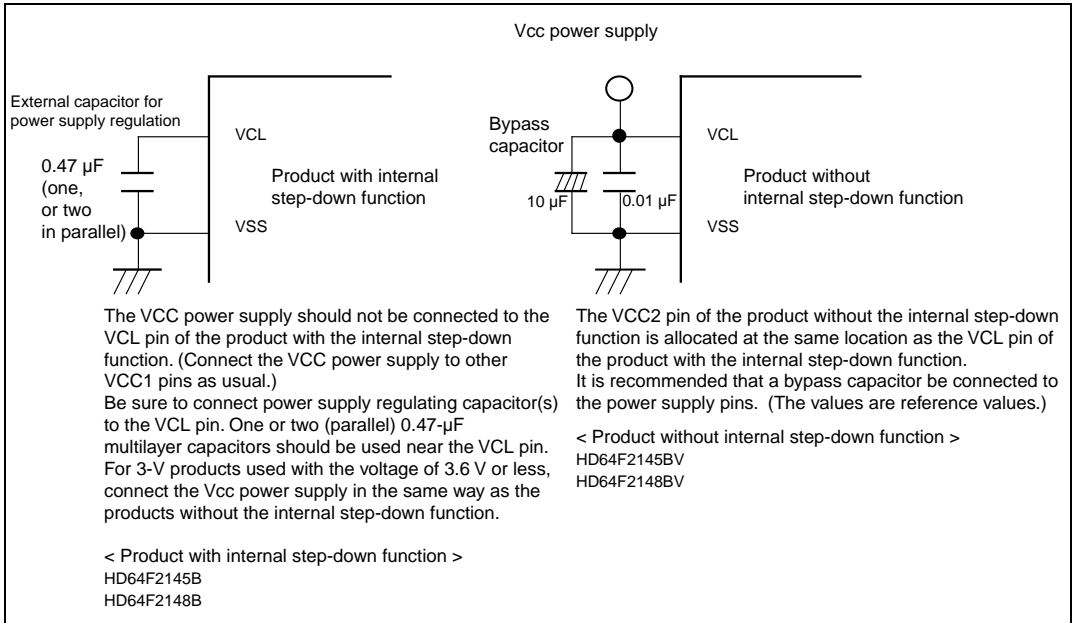 Vcc power supply
External capacitor for
power supply regulation
VCL
0.47 µF
(one,
or two
in parallel)
Product with internal
step-down function
VSS
Bypass
capacitor
10 µF
0.01 µF
VCL
Product without
internal step-down function
VSS
The VCC power supply should not be connected to the
VCL pin of the product with the internal step-down
function. (Connect the VCC power supply to other
VCC1 pins as usual.)
Be sure to connect power supply regulating capacitor(s)
to the VCL pin. One or two (parallel) 0.47-µF
multilayer capacitors should be used near the VCL pin.
For 3-V products used with the voltage of 3.6 V or less,
connect the Vcc power supply in the same way as the
products without the internal step-down function.
< Product with internal step-down function >
HD64F2145B
HD64F2148B
The VCC2 pin of the product without the internal step-down
function is allocated at the same location as the VCL pin of
the product with the internal step-down function.
It is recommended that a bypass capacitor be connected to
the power supply pins. (The values are reference values.)
< Product without internal step-down function >
HD64F2145BV
HD64F2148BV